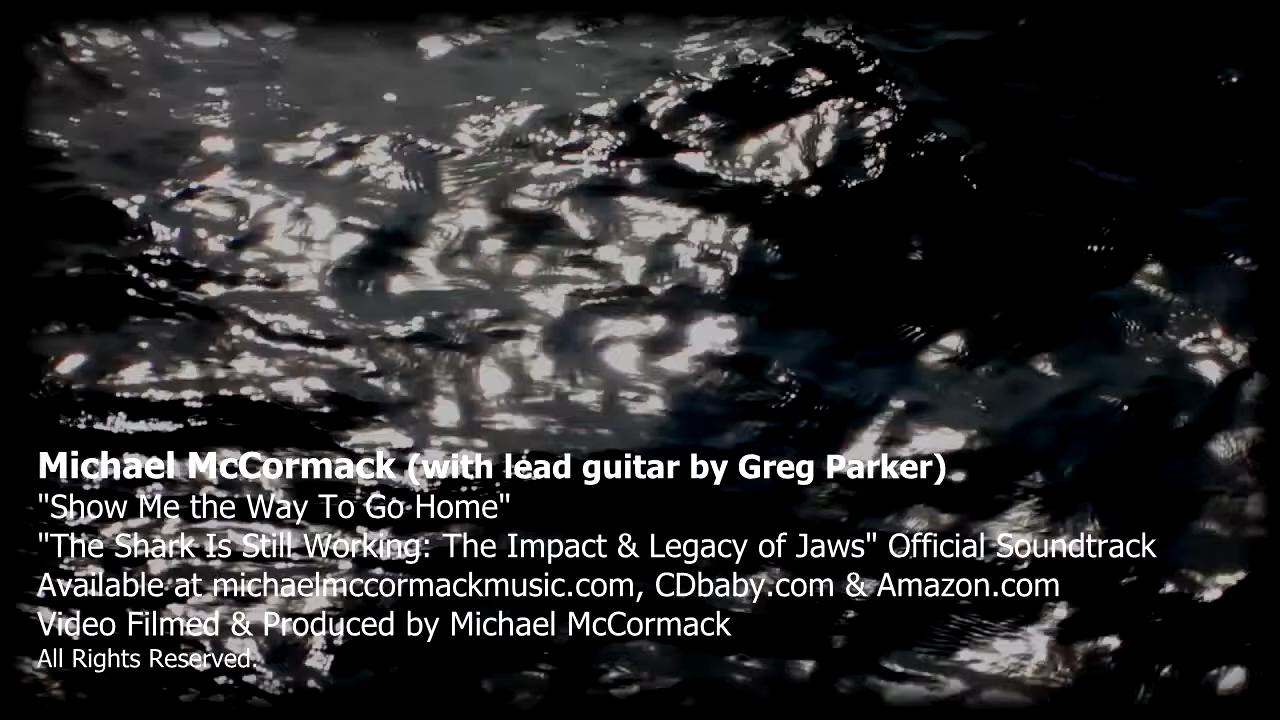 Michael McCormack (with lead guitar by Greg Parker)
"Show Me the Way To Go Home"
"The Shark Is Still Working: The Impact & Legacy of Jaws" Official Soundtrack
Available at michaelmccormackmusic.com, CDbaby.com & Amazon.com
Video Filmed & Produced by Michael McCormack
All Rights Reserved.